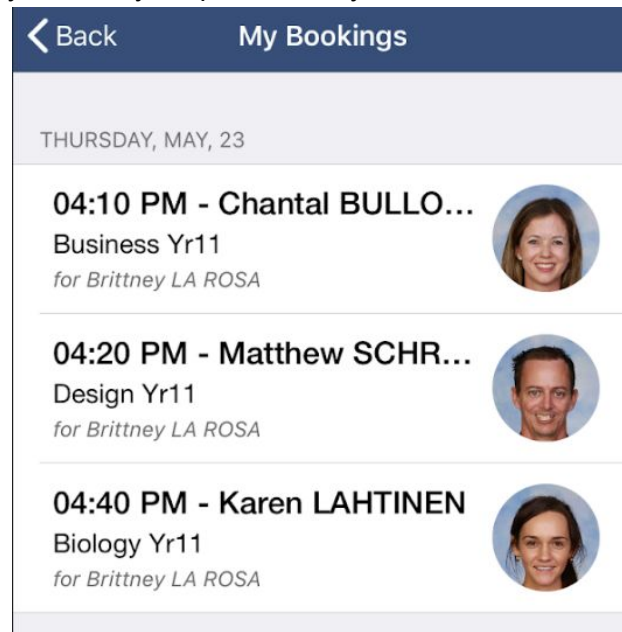 Back My Bookings
THURSDAY, MAY, 23
04:10 PM - Chantal BULLO...
Business Yr11
for Brittney LA ROSA
04:20 PM - Matthew SCHR...
Design Yr11
for Brittney LA ROSA
04:40 PM - Karen LAHTINEN
Biology Yr11
for Brittney LA ROSA